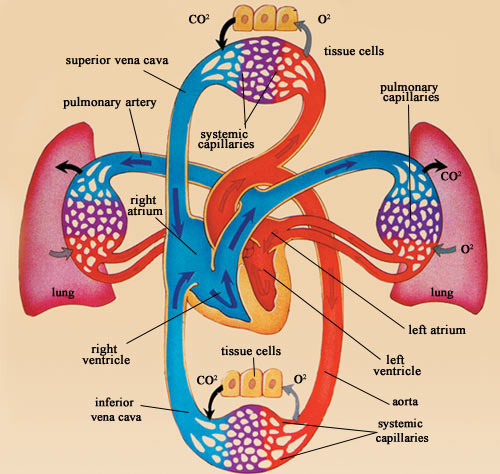 CO²
O²
tissue cells
superior vena cava
pulmonary artery
systemic
capillaries
pulmonary
capillaries
CO²
right
atrium
O²
lung
lung
left atrium
right
ventricle
left
ventricle
tissue cells
CO²
O²
aorta
inferior
vena cava
systemic
capillaries